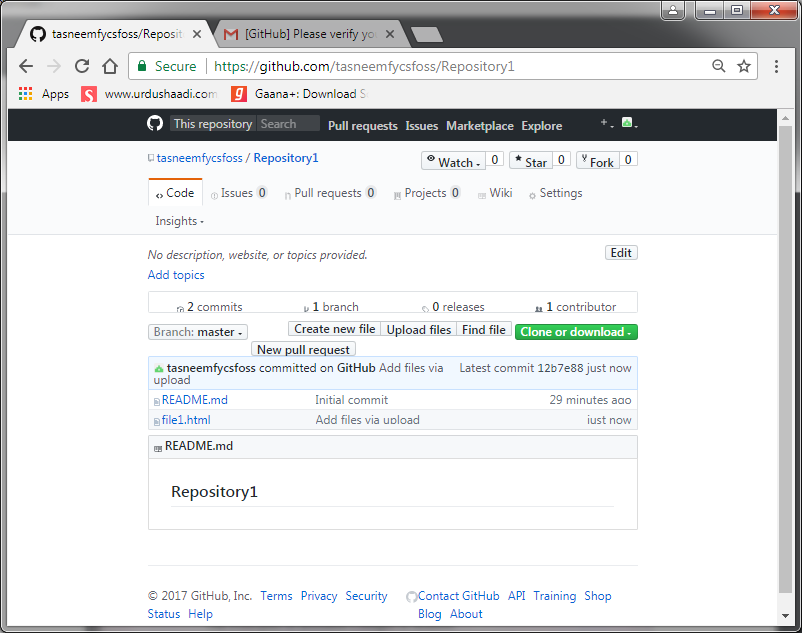 tasneemfycsfoss/Reposit
[GitHub] Please verify yo
Secure
https://github.com/tasneemfycsfoss/Repository1
Apps
S
www.urdushaadi.com
g
Gaana+: Download S
This repository
Search
Pull requests
Issues
Marketplace
Explore
tasneemfycsfoss / Repository1
Watch
0
Star
0
Fork
0
Code
Issues 0
Pull requests 0
Projects 0
Wiki
Settings
Insights
No description, website, or topics provided.
Edit
Add topics
2 commits
1 branch
0 releases
1 contributor
Branch: master
Create new file
Upload files
Find file
Clone or download
New pull request
tasneemfycsfoss committed on GitHub Add files via
upload
Latest commit 12b7e88 just now
README.md
Initial commit
29 minutes ago
file1.html
Add files via upload
just now
README.md
Repository1
© 2017 GitHub, Inc.
Terms
Privacy
Security
Status
Help
Contact GitHub
API
Training
Shop
Blog
About